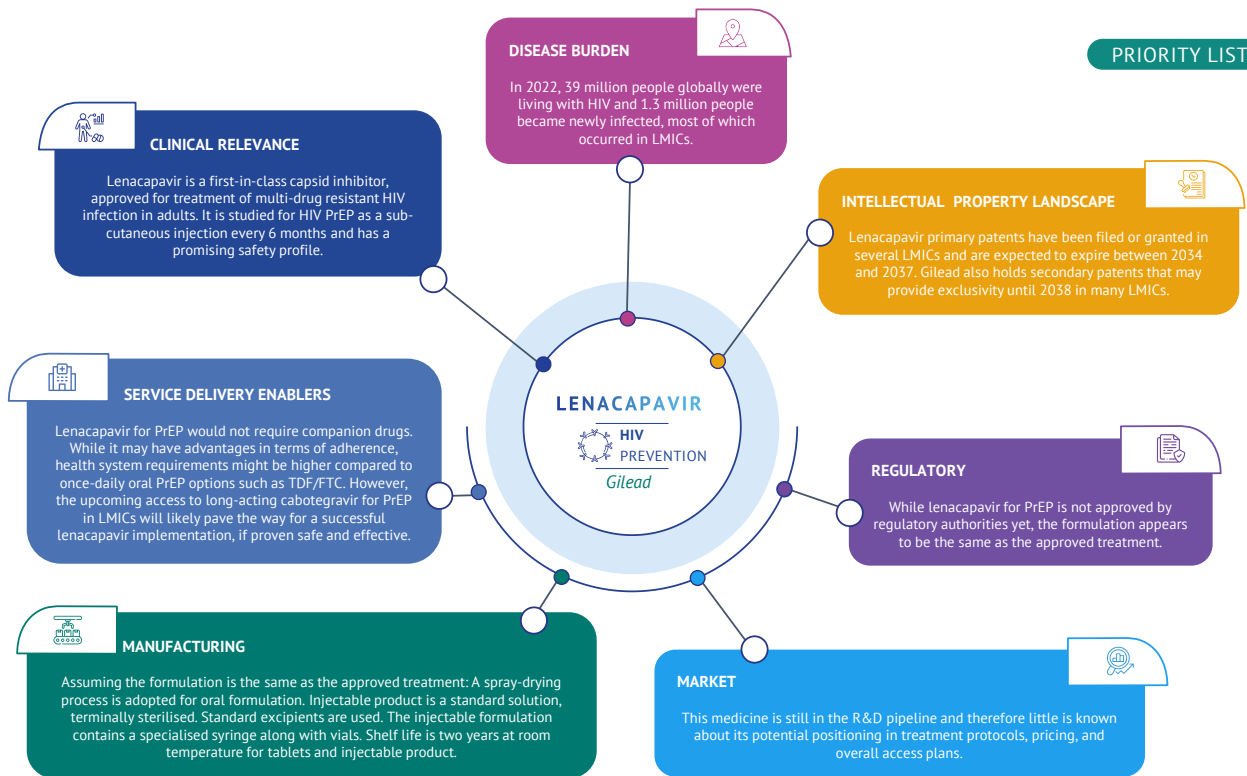 PRIORITY LIST
DISEASE BURDEN
In 2022, 39 million people globally were
living with HIV and 1.3 million people
became newly infected, most of which
occurred in LMICs.
CLINICAL RELEVANCE
Lenacapavir is a first-in-class capsid inhibitor,
approved for treatment of multi-drug resistant HIV
infection in adults. It is studied for HIV PrEP as a sub-
cutaneous injection every 6 months and has a
promising safety profile.
INTELLECTUAL PROPERTY LANDSCAPE
Lenacapavir primary patents have been filed or granted in
several LMICs and are expected to expire between 2034
and 2037. Gilead also holds secondary patents that may
provide exclusivity until 2038 in many LMICs.
LENACAPAVIR
HIV
PREVENTION
Gilead
SERVICE DELIVERY ENABLERS
Lenacapavir for PrEP would not require companion drugs.
While it may have advantages in terms of adherence,
health system requirements might be higher compared to
once-daily oral PrEP options such as TDF/FTC. However,
the upcoming access to long-acting cabotegravir for PrEP
in LMICs will likely pave the way for a successful
lenacapavir implementation, if proven safe and effective.
REGULATORY
While lenacapavir for PrEP is not approved by
regulatory authorities yet, the formulation appears
to be the same as the approved treatment.
MANUFACTURING
Assuming the formulation is the same as the approved treatment: A spray-drying
process is adopted for oral formulation. Injectable product is a standard solution,
terminally sterilised. Standard excipients are used. The injectable formulation
contains a specialised syringe along with vials. Shelf life is two years at room
temperature for tablets and injectable product.
MARKET
This medicine is still in the R&D pipeline and therefore little is known
about its potential positioning in treatment protocols, pricing, and
overall access plans.